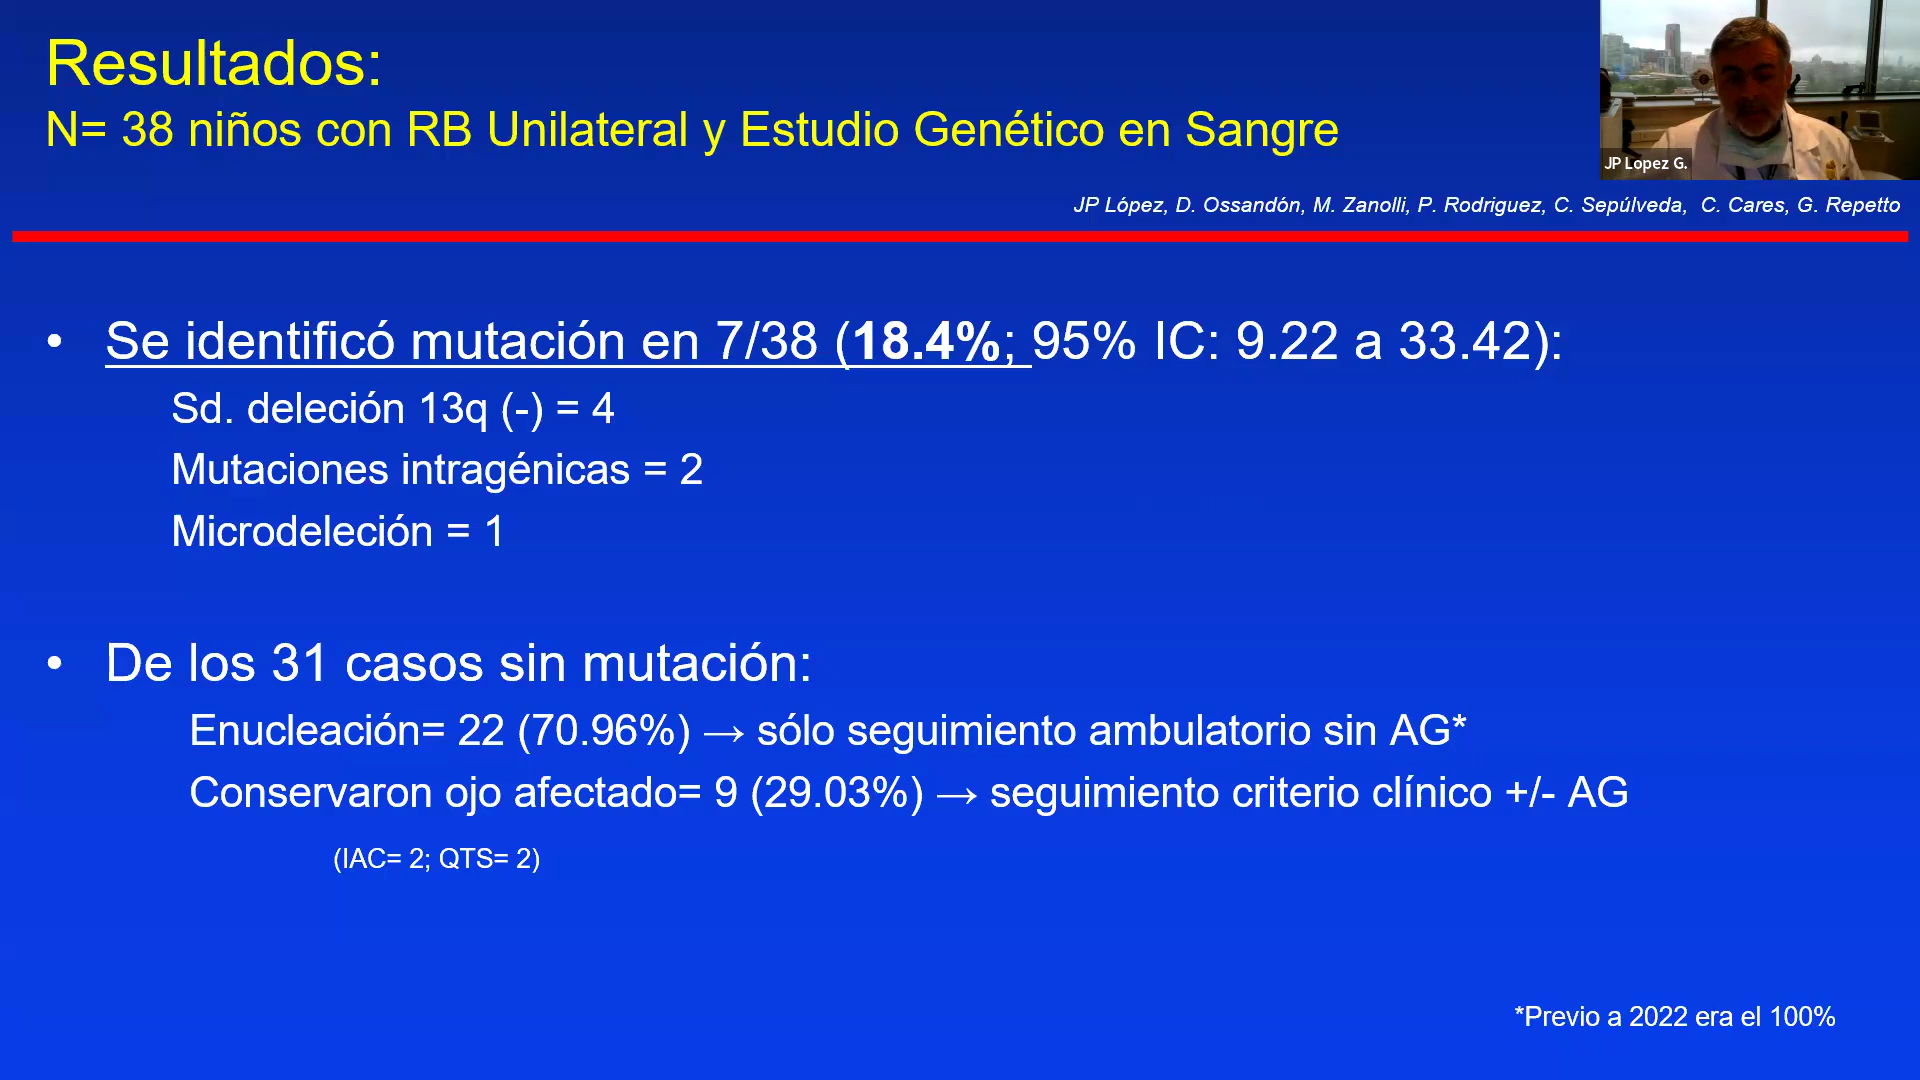 Resultados:
N= 38 niños con RB Unilateral y Estudio Genético en Sangre
JP Lopez G.
JP López, D. Ossandón, M. Zanolli, P. Rodriguez, C. Sepúlveda, C. Cares, G. Repetto
• Se identificó mutación en 7/38 (18.4%; 95% IC: 9.22 a 33.42):
Sd. deleción 13q (-) = 4
Mutaciones intragénicas = 2
Microdeleción = 1
• De los 31 casos sin mutación:
Enucleación= 22 (70.96%) → sólo seguimiento ambulatorio sin AG*
Conservaron ojo afectado= 9 (29.03%) → seguimiento criterio clínico +/- AG
(IAC= 2; QTS= 2)
*Previo a 2022 era el 100%